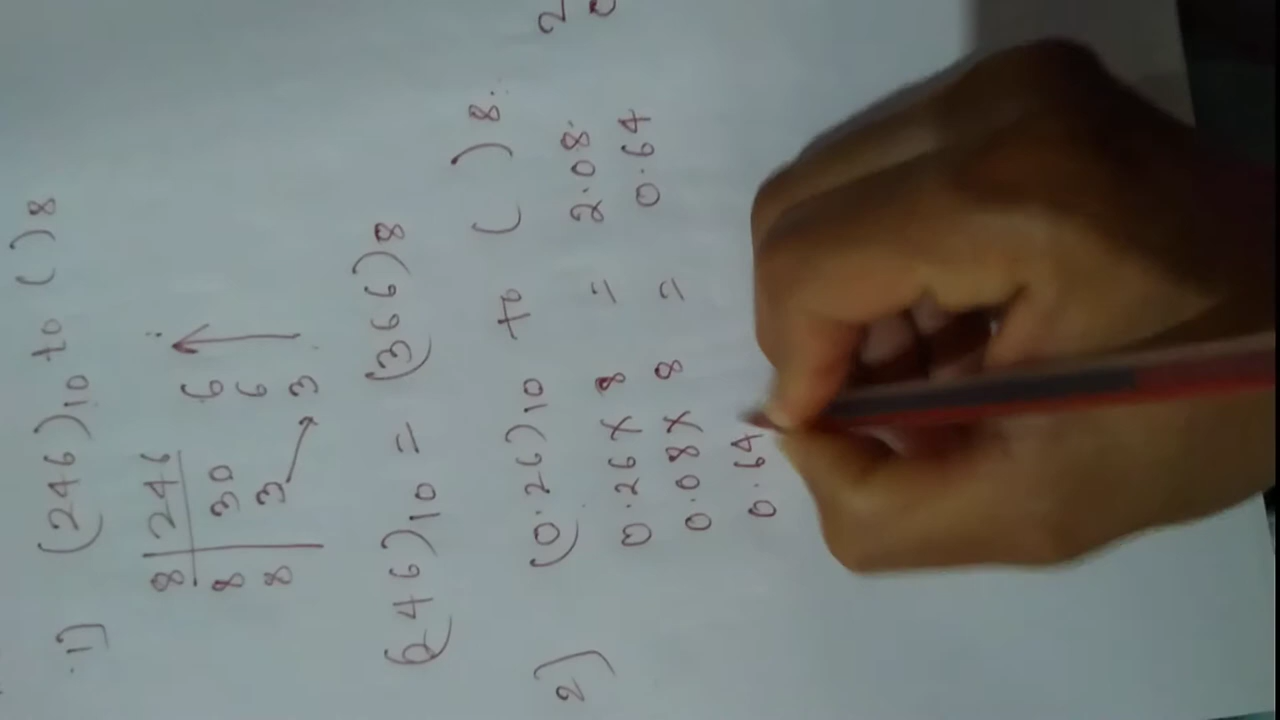 1) (246)10 to ( )8
8 | 246
8 | 30 6
8 | 3 6
3
(246)10 = (366)8
2) (0.26)10 to ( )8.
0.26 X 8 = 2.08. 2
0.08 X 8 = 0.64
0.64